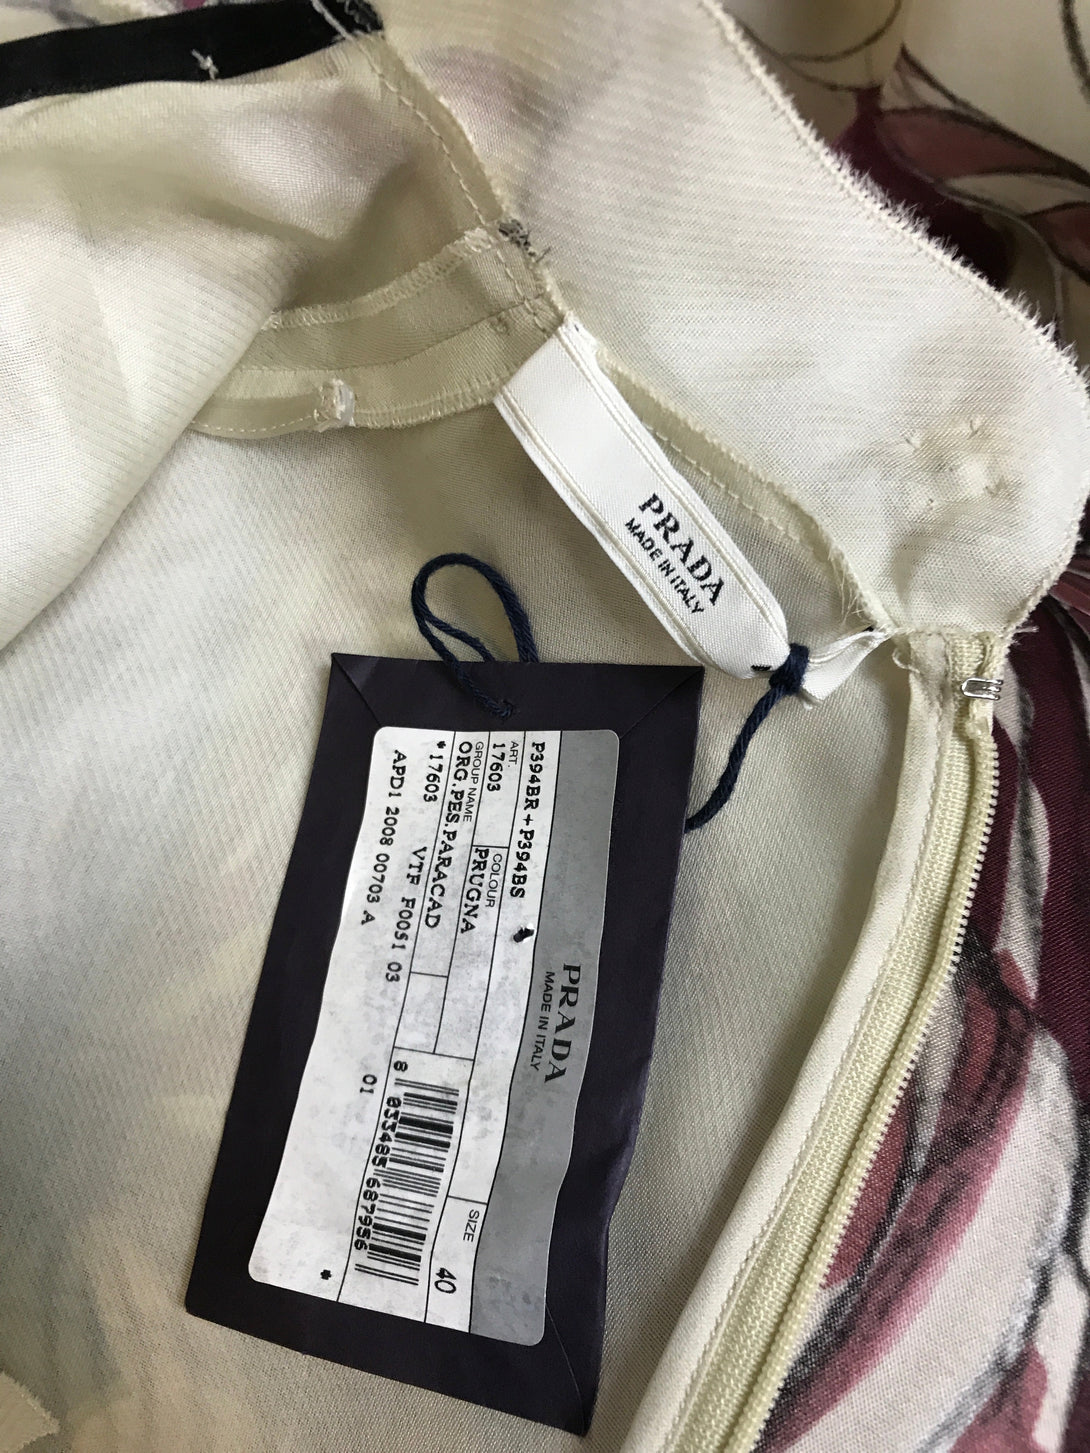 PRADA
MADE IN ITALY
PRADA
MADE IN ITALY
P394BR+P394BS
ART.
17603
COLOUR
PRUGNA
GROUP NAME
ORG.PES.PARACAD
SIZE
40
*17603 VTF F0051 03
8 033485 687956
APD1 2008 00703 A 01
*